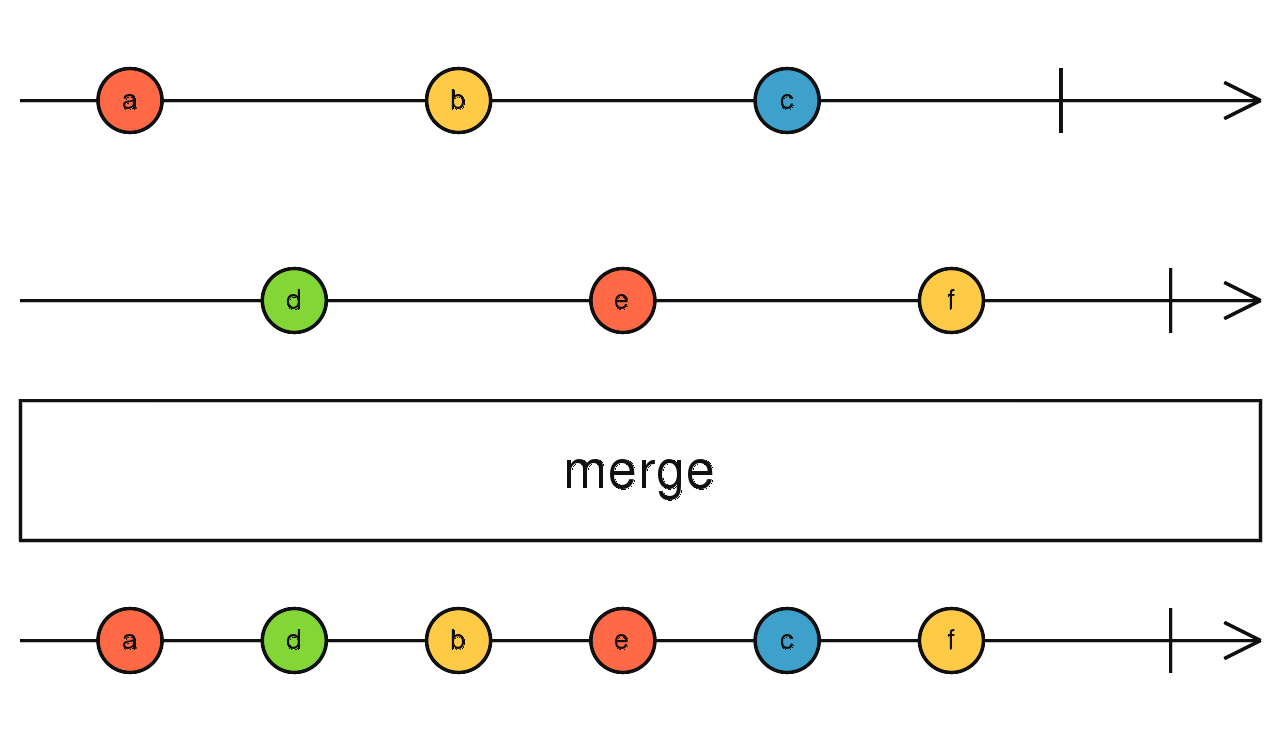 a b c
d e f
merge
a d b e c f